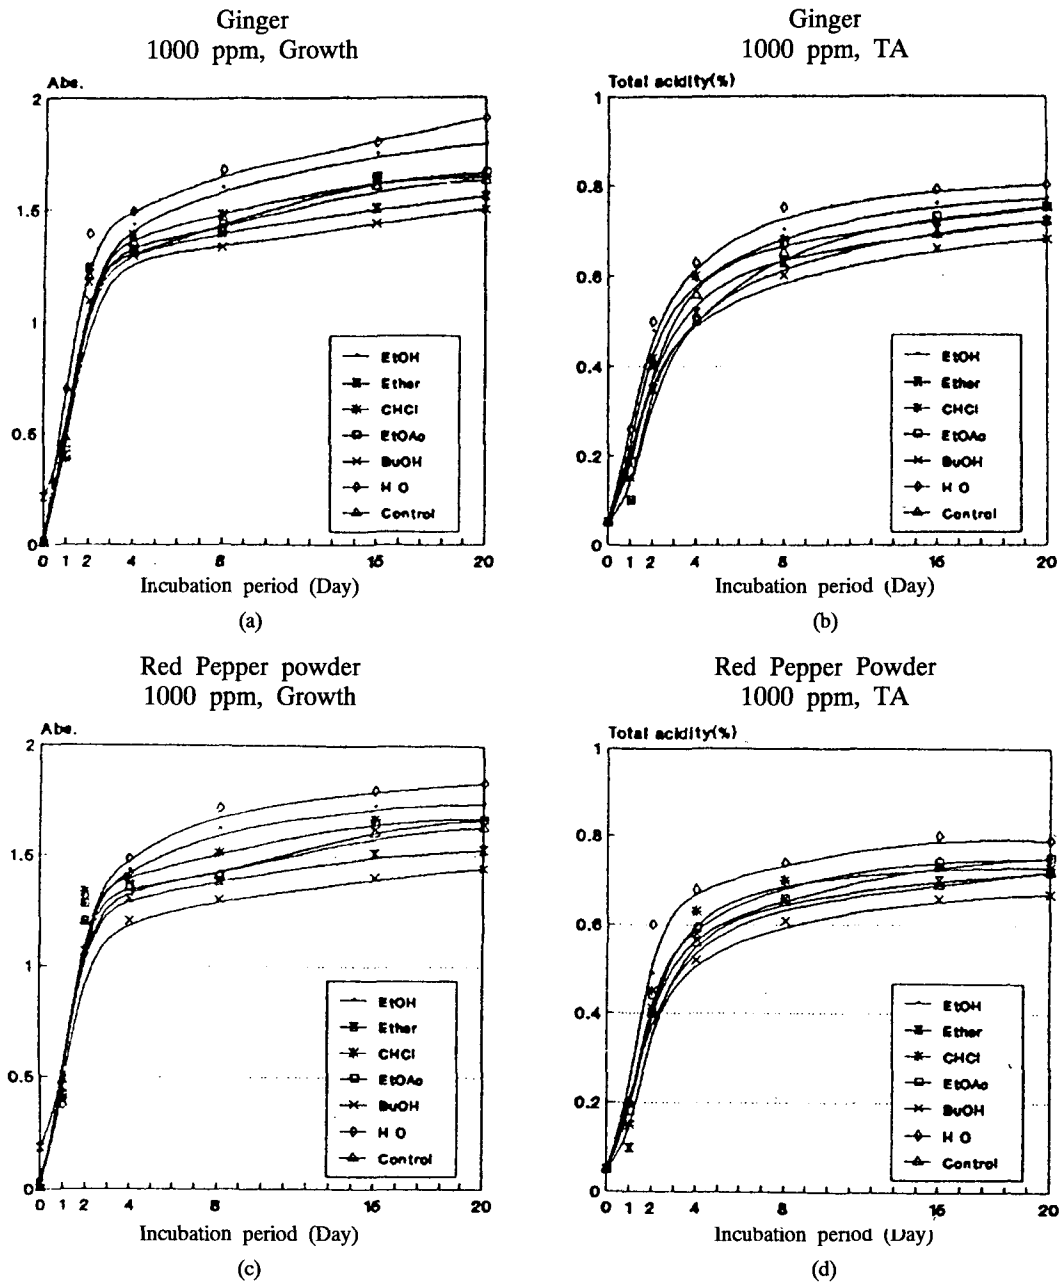 Ginger
1000 ppm, Growth
Abs.
2
1.5
1
0.5
0
EtOH
Ether
CHCl
EtOAc
BuOH
H O
Control
0 1 2 4 8 15 20
Incubation period (Day)
(a)
Ginger
1000 ppm, TA
Total acidity(%)
1
0.8
0.6
0.4
0.2
0
EtOH
Ether
CHCl
EtOAc
BuOH
H O
Control
0 1 2 4 8 15 20
Incubation period (Day)
(b)
Red Pepper powder
1000 ppm, Growth
Abs.
2
1.5
1
0.5
0
EtOH
Ether
CHCl
EtOAc
BuOH
H O
Control
0 1 2 4 8 15 20
Incubation period (Day)
(c)
Red Pepper Powder
1000 ppm, TA
Total acidity(%)
1
0.8
0.6
0.4
0.2
0
EtOH
Ether
CHCl
EtOAc
BuOH
H O
Control
0 1 2 4 8 15 20
Incubation period (Day)
(d)